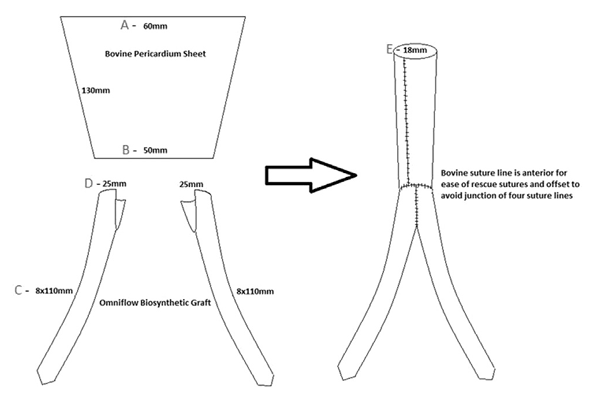 A - 60mm
Bovine Pericardium Sheet
130mm
B - 50mm
D - 25mm
25mm
C - 8x110mm
8x110mm
Omniflow Biosynthetic Graft
E - 18mm
Bovine suture line is anterior for
ease of rescue sutures and offset to
avoid junction of four suture lines